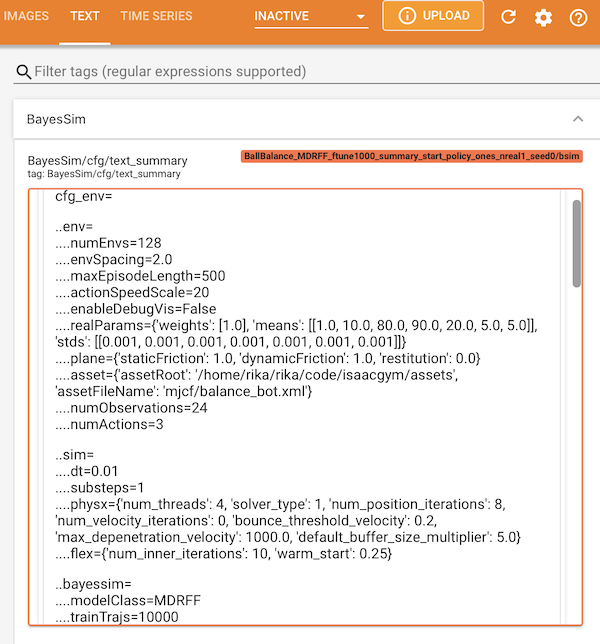 IMAGES TEXT TIME SERIES INACTIVE UPLOAD
Filter tags (regular expressions supported)
BayesSim
BayesSim/cfg/text_summary
tag: BayesSim/cfg/text_summary
BallBalance_MDRFF_ftune1000_summary_start_policy_ones_nreal1_seed0/bsim
cfg_env=
..env=
....numEnvs=128
....envSpacing=2.0
....maxEpisodeLength=500
....actionSpeedScale=20
....enableDebugVis=False
....realParams={'weights': [1.0], 'means': [[1.0, 10.0, 80.0, 90.0, 20.0, 5.0, 5.0]],
'stds': [[0.001, 0.001, 0.001, 0.001, 0.001, 0.001, 0.001]]}
....plane={'staticFriction': 1.0, 'dynamicFriction': 1.0, 'restitution': 0.0}
....asset={'assetRoot': '/home/rika/rika/code/isaacgym/assets',
'assetFileName': 'mjcf/balance_bot.xml'}
....numObservations=24
....numActions=3
..sim=
....dt=0.01
....substeps=1
....physx={'num_threads': 4, 'solver_type': 1, 'num_position_iterations': 8,
'num_velocity_iterations': 0, 'bounce_threshold_velocity': 0.2,
'max_depenetration_velocity': 1000.0, 'default_buffer_size_multiplier': 5.0}
....flex={'num_inner_iterations': 10, 'warm_start': 0.25}
..bayessim=
....modelClass=MDRFF
....trainTrajs=10000